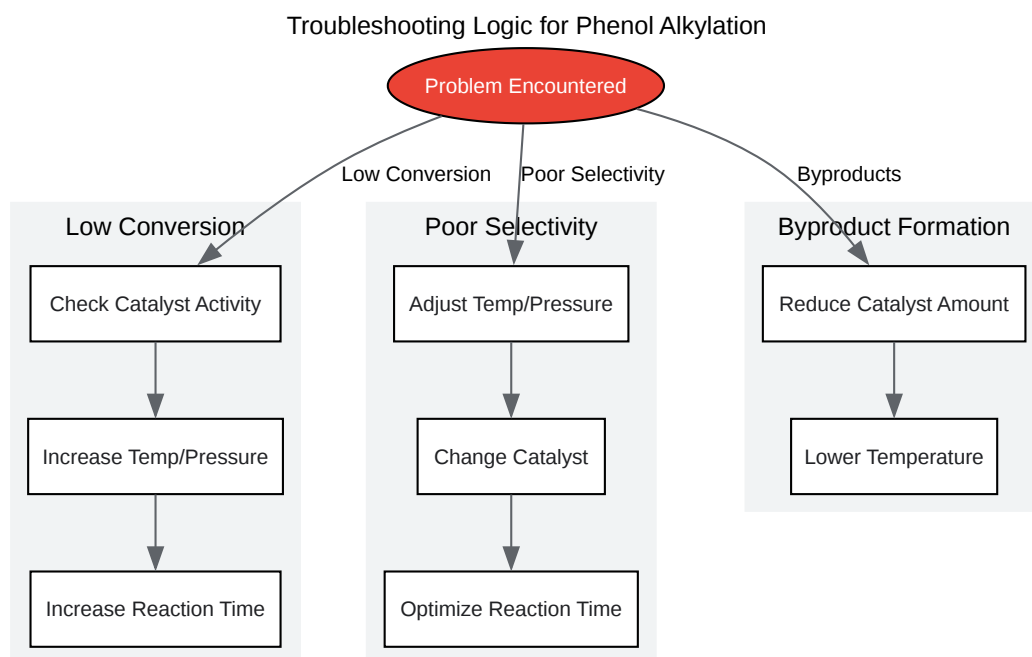 Troubleshooting Logic for Phenol Alkylation
Problem Encountered
Low Conversion
Poor Selectivity
Byproducts
Low Conversion
Poor Selectivity
Byproduct Formation
Check Catalyst Activity
Adjust Temp/Pressure
Reduce Catalyst Amount
Increase Temp/Pressure
Change Catalyst
Lower Temperature
Increase Reaction Time
Optimize Reaction Time